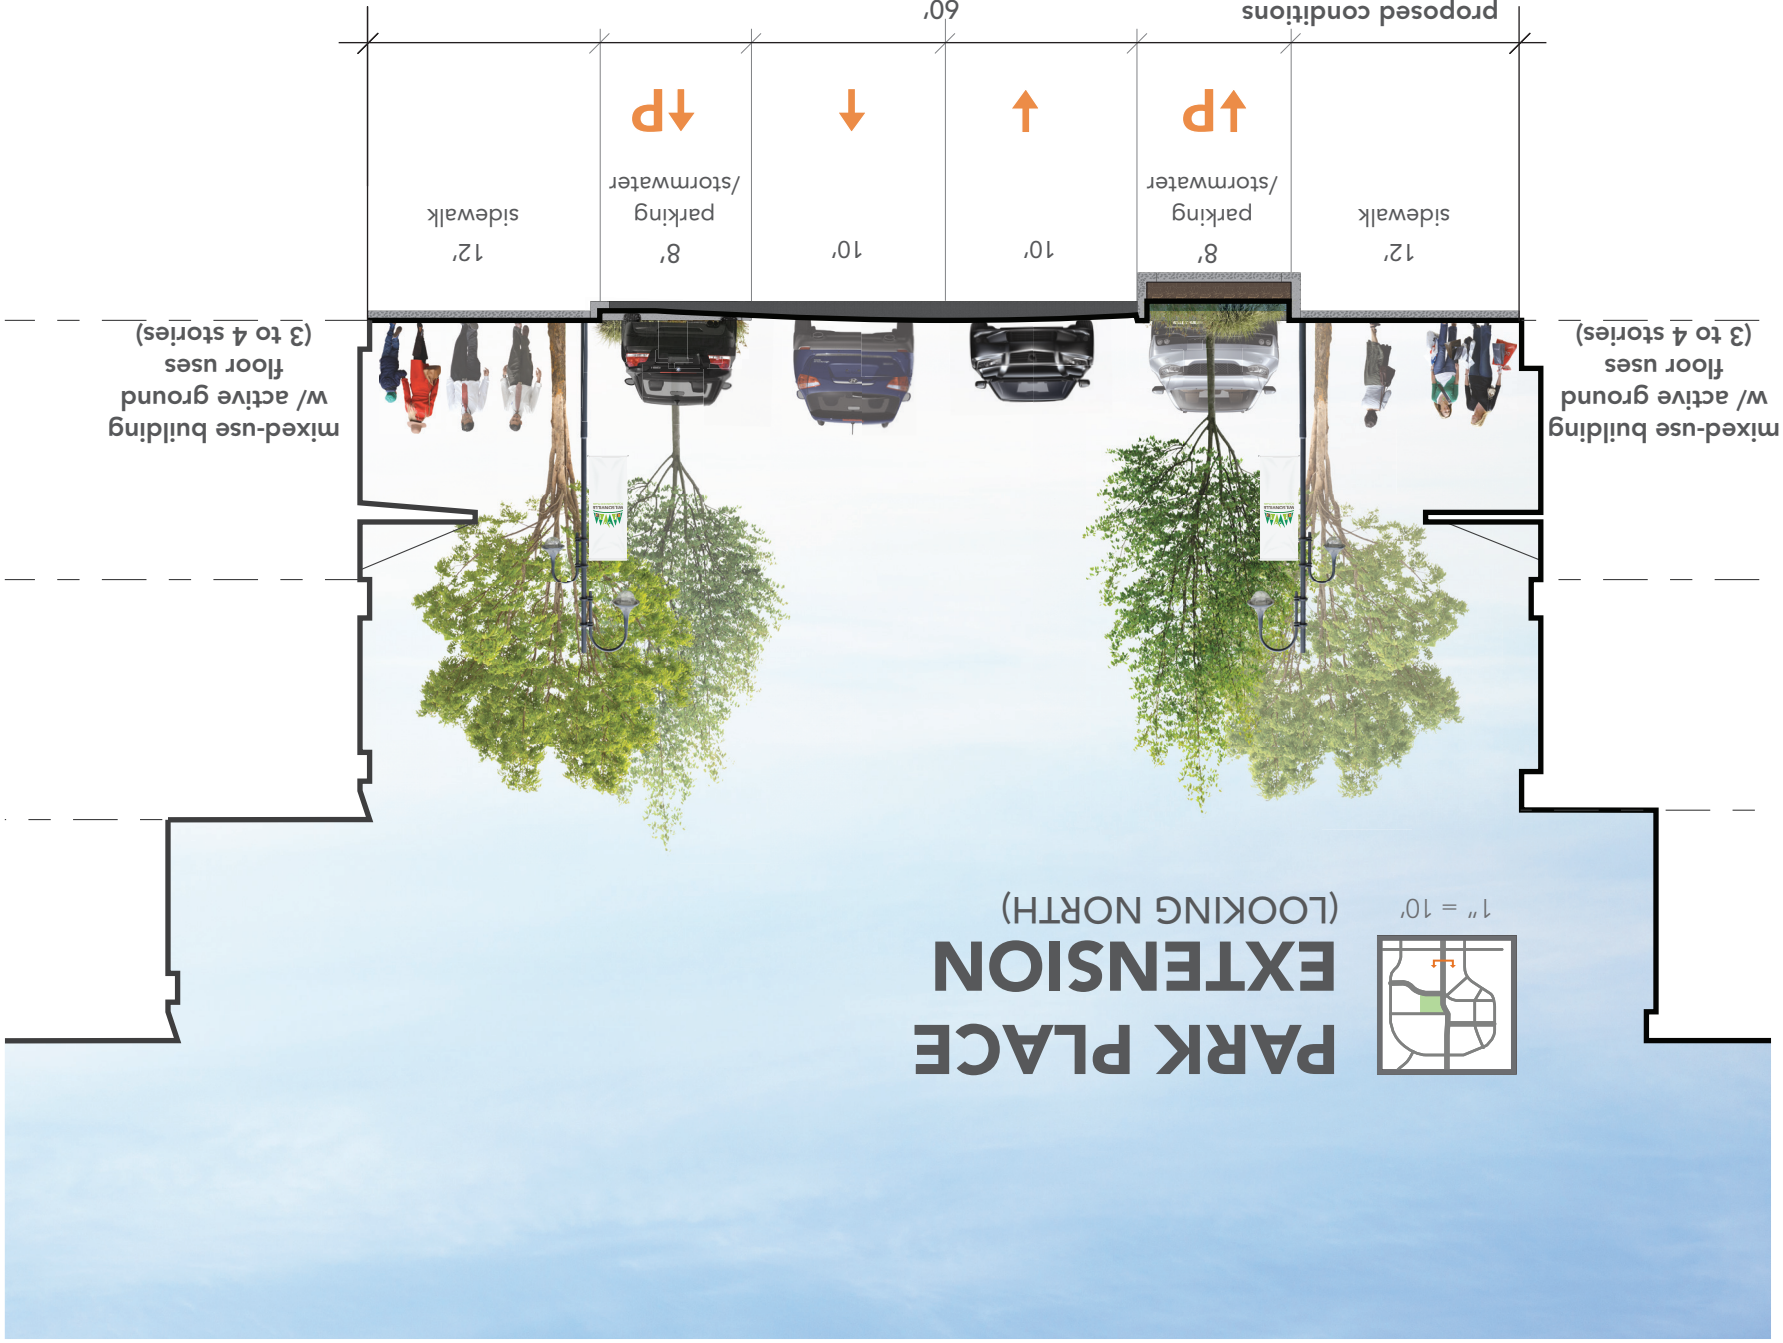 PARK PLACE
EXTENSION
(LOOKING NORTH)
1" = 10'
mixed-use building
w/ active ground
floor uses
(3 to 4 stories)
mixed-use building
w/ active ground
floor uses
(3 to 4 stories)
WILSONVILLE
WILSONVILLE
12'
sidewalk
8'
parking
/stormwater
10'
10'
8'
parking
/stormwater
12'
sidewalk
P
P
proposed conditions
60'